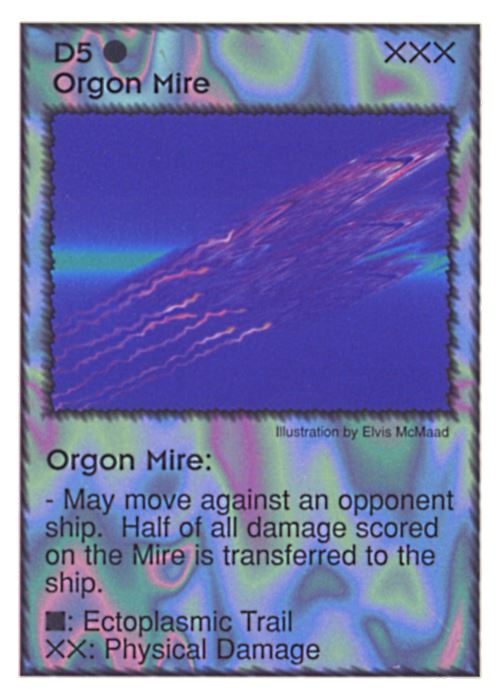 D5 ● XXX
Orgon Mire
Illustration by Elvis McMaad
Orgon Mire:
- May move against an opponent
ship. Half of all damage scored
on the Mire is transferred to the
ship.
■: Ectoplasmic Trail
XX: Physical Damage